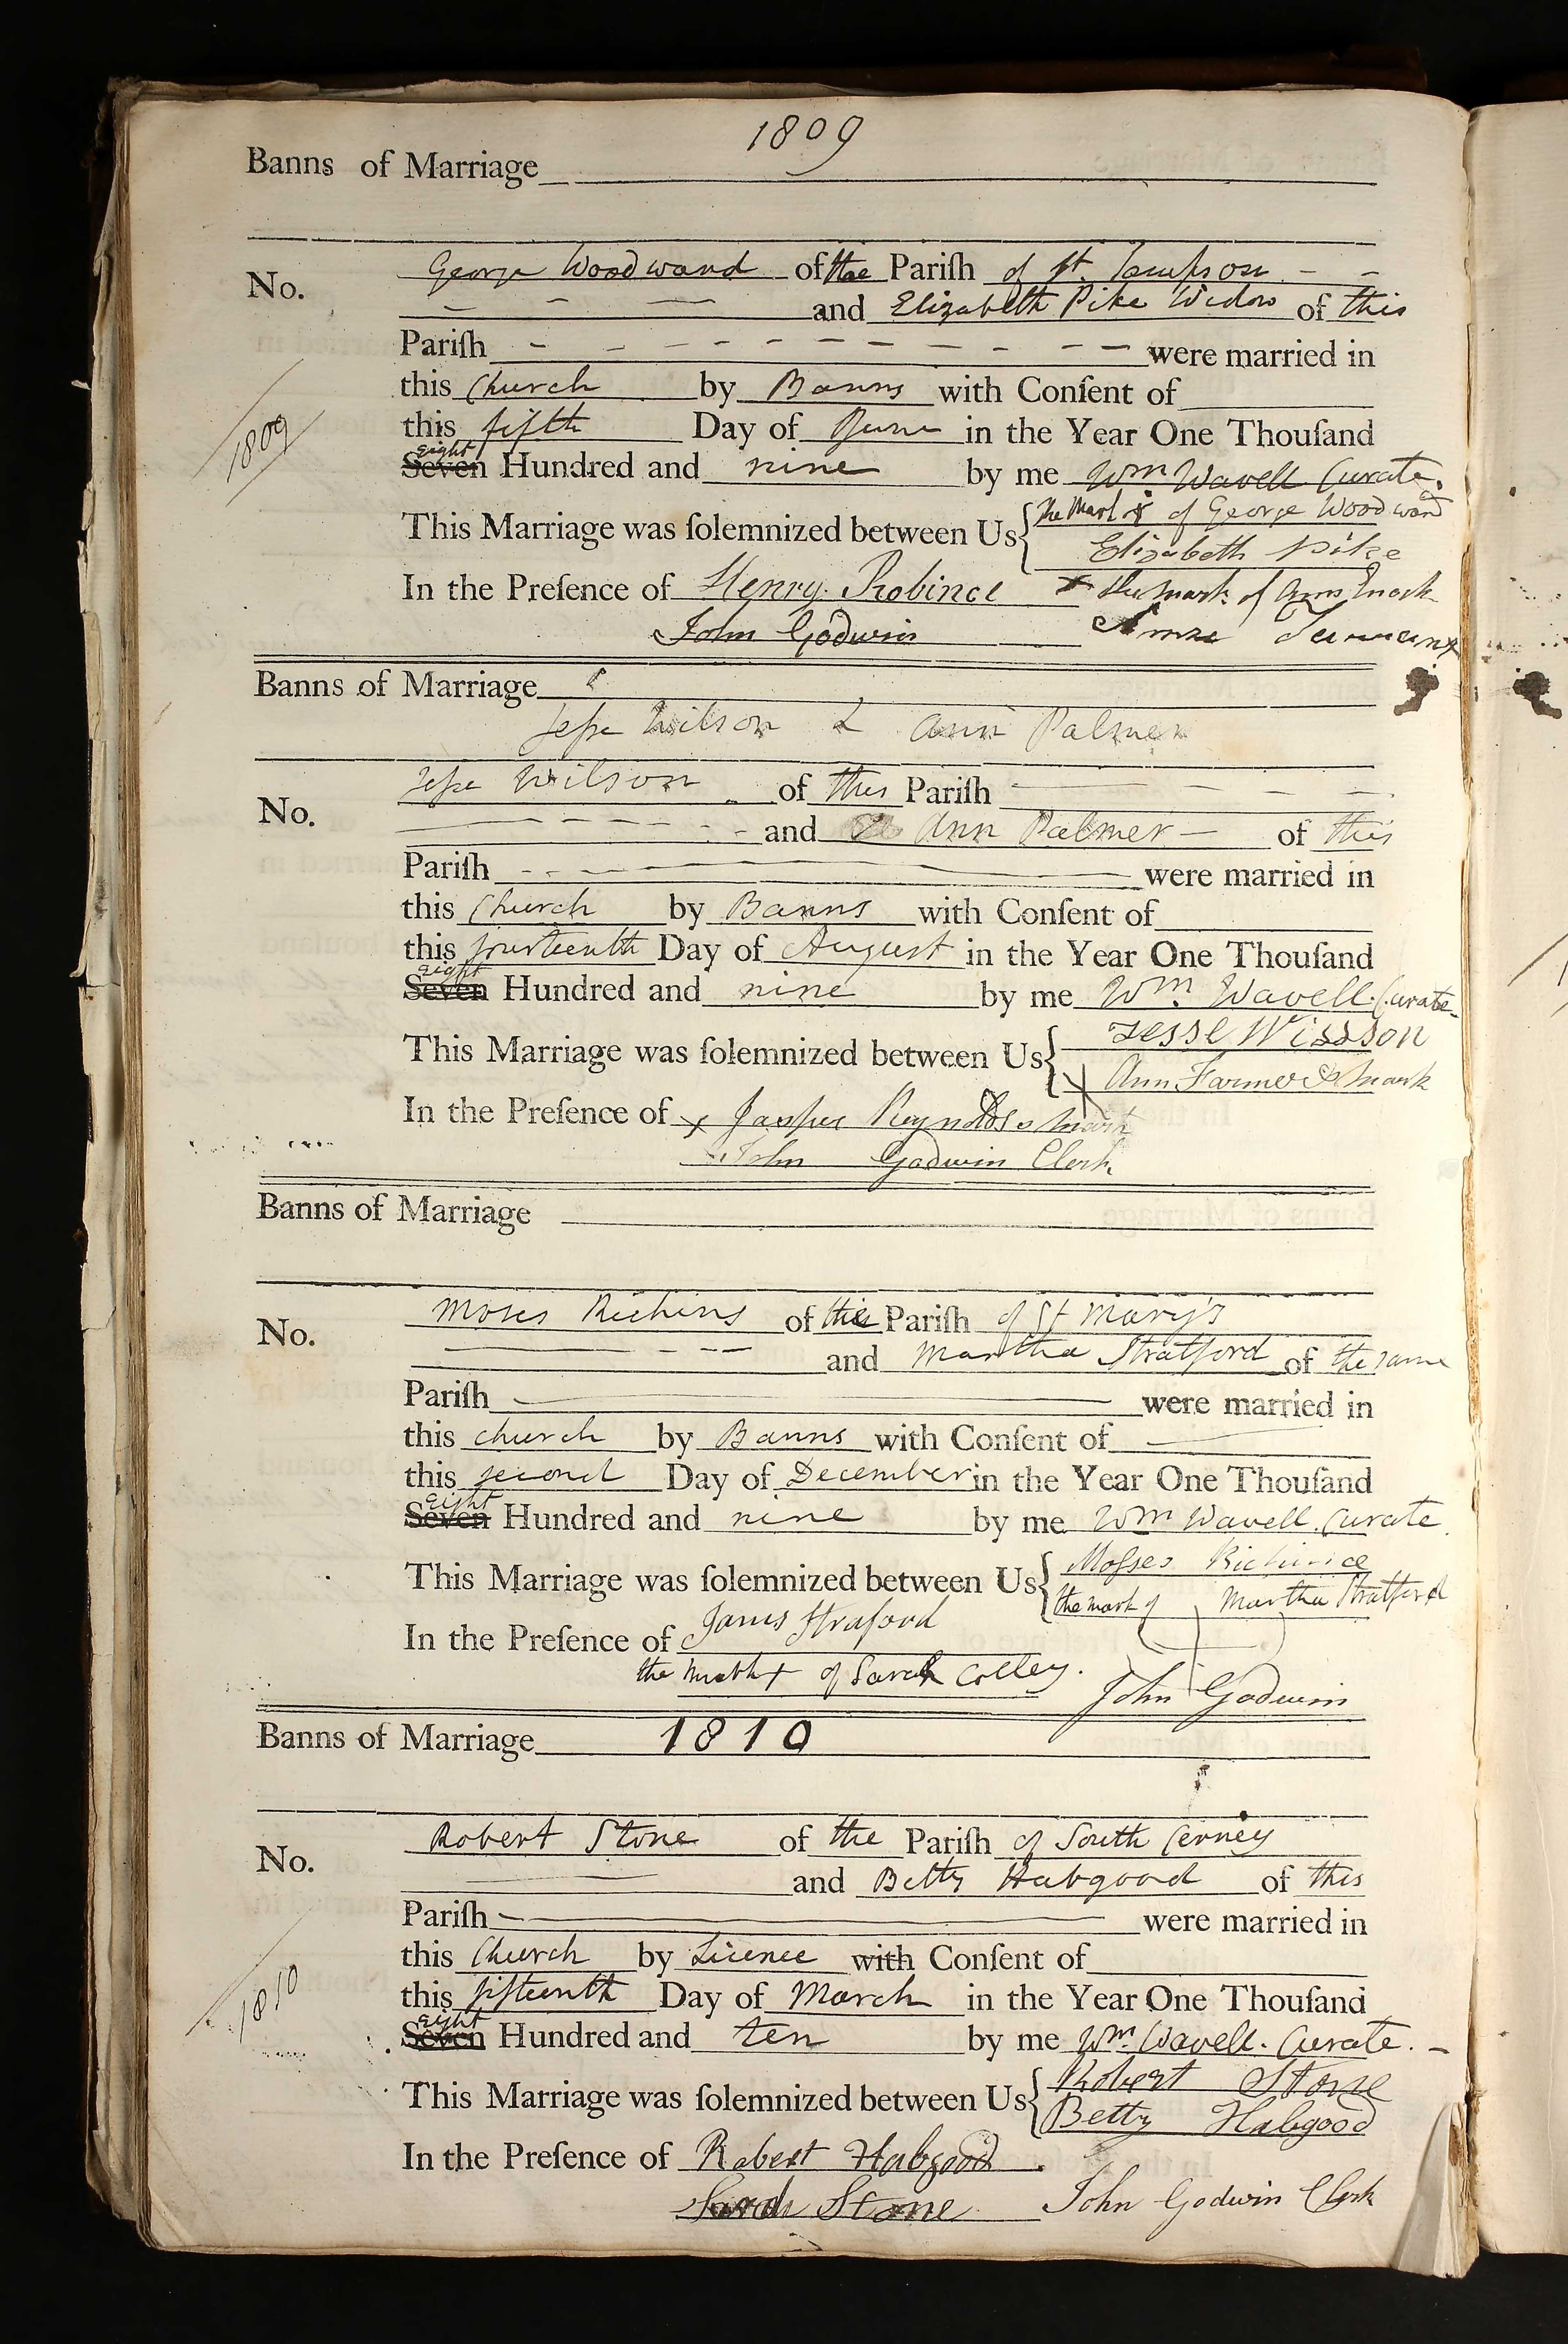 1809
Banns of Marriage
George Woodward of the Pariſh of St. Sampson
No.
and Elizabeth Pike Widow of this
Pariſh were married in
this Church by Banns with Conſent of
this fifth Day of June in the Year One Thouſand
1809
eight
Seven Hundred and nine by me Wm Wavell Curate.
This Marriage was ſolemnized between Us The Mark of George Woodward
Elizabeth Pike
In the Preſence of Henry Robince x the mark of Ann
John Godwin
Banns of Marriage
Jeſse Wilson & Ann Palmer
Jeſse Wilson of this Pariſh
No.
and Ann Palmer of this
Pariſh were married in
this Church by Banns with Conſent of
this fourteenth Day of August in the Year One Thouſand
eight
Seven Hundred and nine by me Wm. Wavell. Curate
This Marriage was ſolemnized between Us Jesse Wisson
Ann Farmer mark
In the Preſence of x Jasper Reynolds mark
John Godwin Clerk
Banns of Marriage
Moses Richins of the Pariſh of St Mary's
No.
and Martha Stratford of the same
Pariſh were married in
this church by Banns with Conſent of
this second Day of December in the Year One Thouſand
eight
Seven Hundred and nine by me Wm Wavell. Curate
This Marriage was ſolemnized between Us Moſses
the mark of Martha Stratford
In the Preſence of James Straford
the mark + of Sarah Colley.
John Godwin
Banns of Marriage 1810
Robert Stone of the Pariſh of South Cerney
No.
and Betty Habgood of this
Pariſh were married in
this Church by Licence with Conſent of
this fifteenth Day of March in the Year One Thouſand
1810
eight
Seven Hundred and ten by me Wm. Wavell. Curate.
This Marriage was ſolemnized between Us Robert Stone
Betty Habgood
In the Preſence of Robert Habgood
Sarah Stone John Godwin Clerk